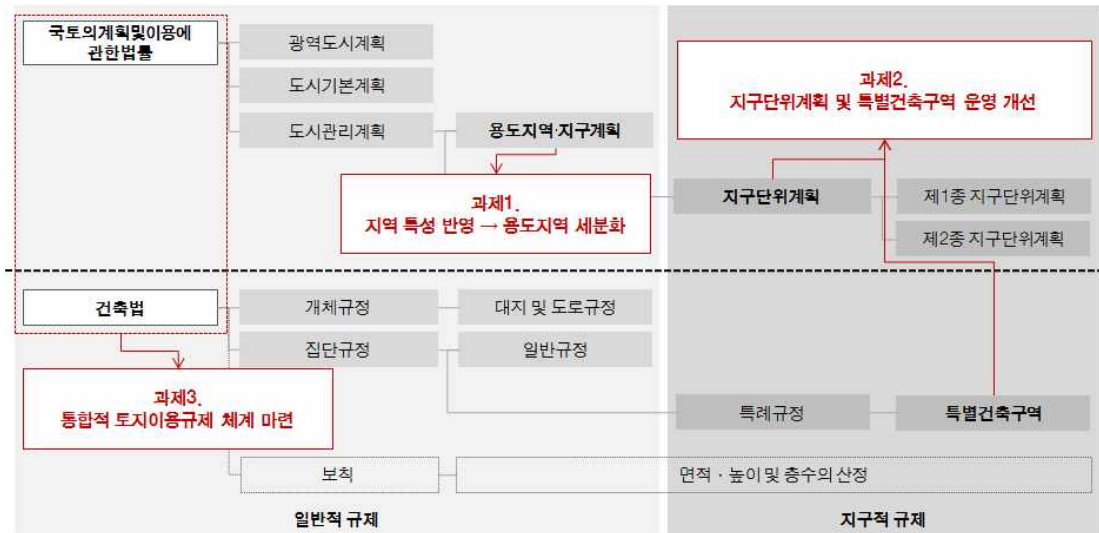 국토의계획및이용에
관한법률
광역도시계획
도시기본계획
도시관리계획
용도지역·지구계획
과제2.
지구단위계획 및 특별건축구역 운영 개선
과제1.
지역 특성 반영 → 용도지역 세분화
지구단위계획
제1종 지구단위계획
제2종 지구단위계획
건축법
개체규정
대지 및 도로규정
집단규정
일반규정
과제3.
통합적 토지이용규제 체계 마련
특례규정
특별건축구역
보칙
면적 · 높이 및 층수의 산정
일반적 규제
지구적 규제